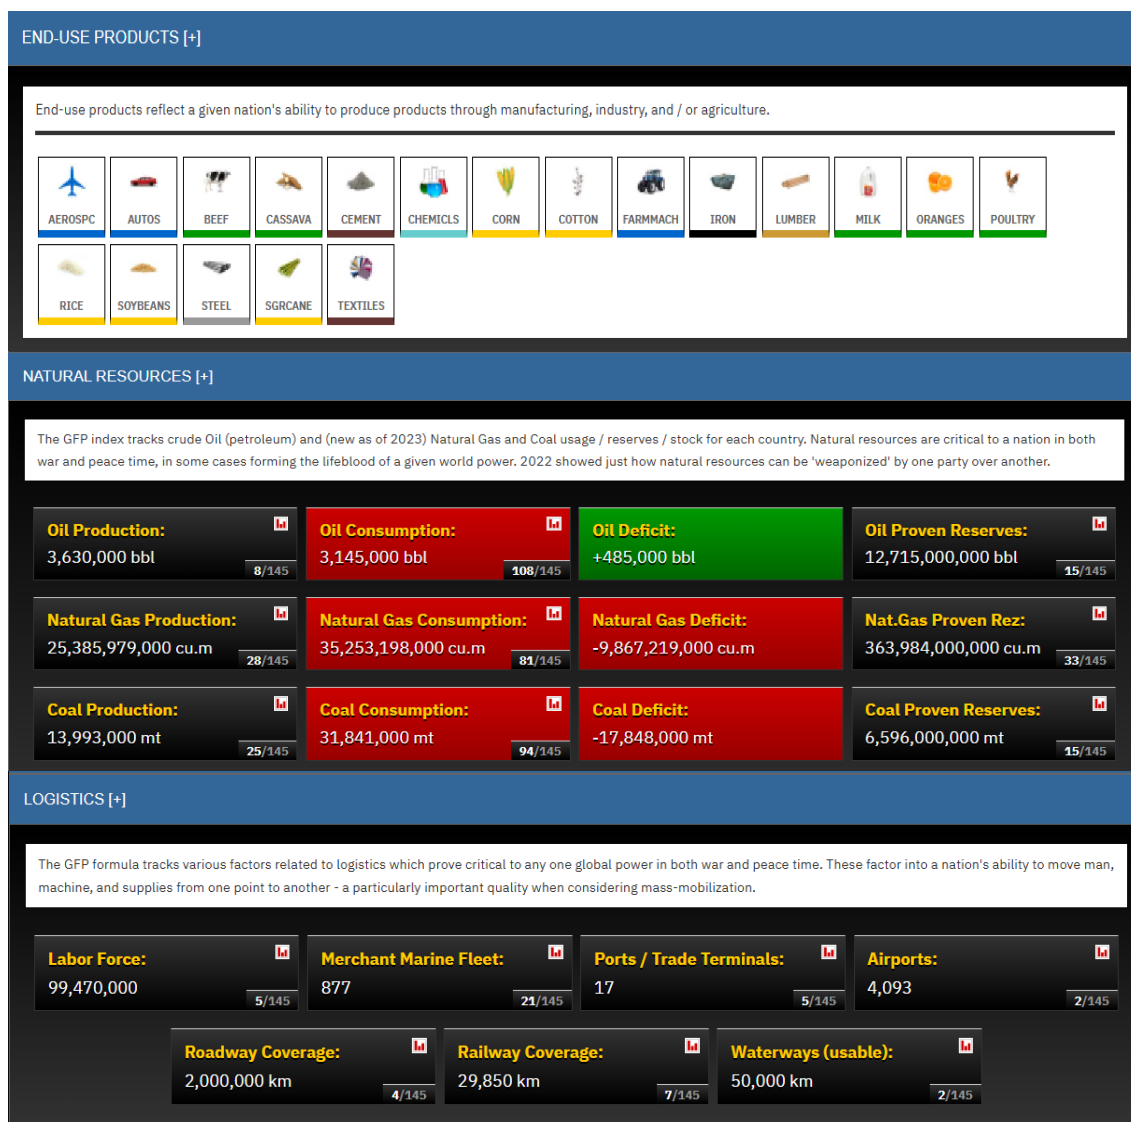 END-USE PRODUCTS [+]
End-use products reflect a given nation's ability to produce products through manufacturing, industry, and / or agriculture.
AEROSPC AUTOS BEEF CASSAVA CEMENT CHEMICLS CORN COTTON FARMMACH IRON LUMBER MILK ORANGES POULTRY
RICE SOYBEANS STEEL SGRCANE TEXTILES
NATURAL RESOURCES [+]
The GFP index tracks crude Oil (petroleum) and (new as of 2023) Natural Gas and Coal usage / reserves / stock for each country. Natural resources are critical to a nation in both
war and peace time, in some cases forming the lifeblood of a given world power. 2022 showed just how natural resources can be 'weaponized' by one party over another.
Oil Production: Oil Consumption: Oil Deficit: Oil Proven Reserves:
3,630,000 bbl 3,145,000 bbl +485,000 bbl 12,715,000,000 bbl
8/145 108/145 15/145
Natural Gas Production: Natural Gas Consumption: Natural Gas Deficit: Nat.Gas Proven Rez:
25,385,979,000 cu.m 35,253,198,000 cu.m -9,867,219,000 cu.m 363,984,000,000 cu.m
28/145 81/145 33/145
Coal Production: Coal Consumption: Coal Deficit: Coal Proven Reserves:
13,993,000 mt 31,841,000 mt -17,848,000 mt 6,596,000,000 mt
25/145 94/145 15/145
LOGISTICS [+]
The GFP formula tracks various factors related to logistics which prove critical to any one global power in both war and peace time. These factor into a nation's ability to move man,
machine, and supplies from one point to another - a particularly important quality when considering mass-mobilization.
Labor Force: Merchant Marine Fleet: Ports / Trade Terminals: Airports:
99,470,000 877 17 4,093
5/145 21/145 5/145 2/145
Roadway Coverage: Railway Coverage: Waterways (usable):
2,000,000 km 29,850 km 50,000 km
4/145 7/145 2/145